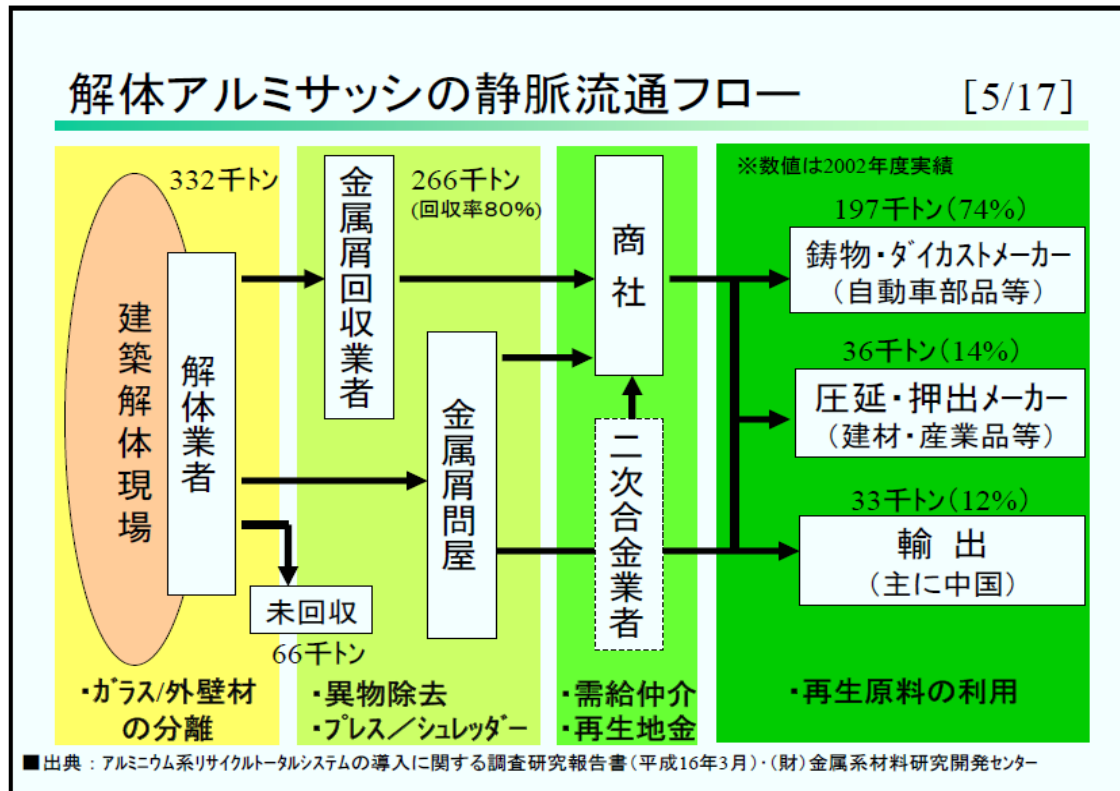 解体アルミサッシの静脈流通フロー [5/17]
332千トン
建築解体現場
解体業者
未回収
66千トン
・ガラス/外壁材
の分離
金属屑回収業者
266千トン
(回収率80%)
金属屑問屋
・異物除去
・プレス/シュレッダー
商社
二次合金業者
・需給仲介
・再生地金
※数値は2002年度実績
197千トン(74%)
鋳物・ダイカストメーカー
(自動車部品等)
36千トン(14%)
圧延・押出メーカー
(建材・産業品等)
33千トン(12%)
輸 出
(主に中国)
・再生原料の利用
■出典:アルミニウム系リサイクルトータルシステムの導入に関する調査研究報告書(平成16年3月)・(財)金属系材料研究開発センター